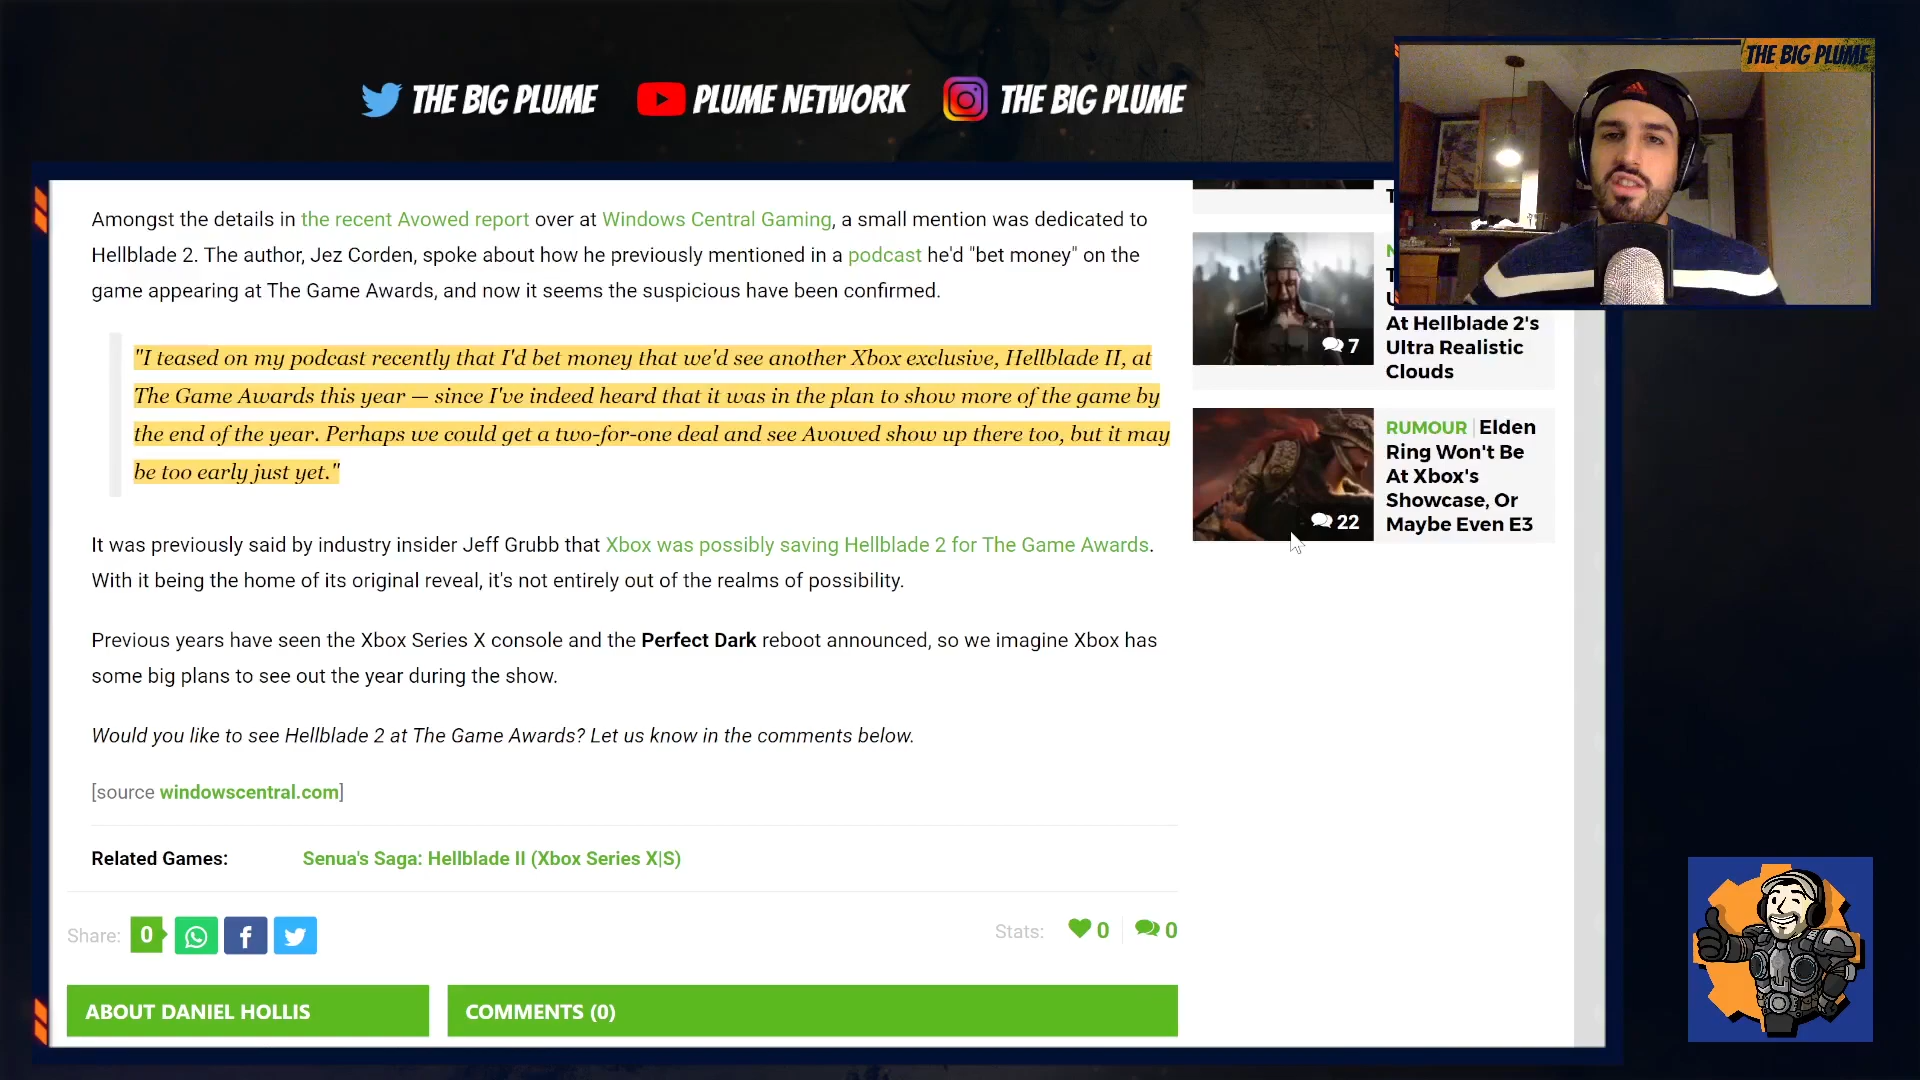 THE BIG PLUME
PLUME NETWORK
THE BIG PLUME
THE BIG PLUME
Amongst the details in the recent Avowed report over at Windows Central Gaming, a small mention was dedicated to
Hellblade 2. The author, Jez Corden, spoke about how he previously mentioned in a podcast he'd "bet money" on the
game appearing at The Game Awards, and now it seems the suspicious have been confirmed.
"I teased on my podcast recently that I'd bet money that we'd see another Xbox exclusive, Hellblade II, at
The Game Awards this year — since I've indeed heard that it was in the plan to show more of the game by
the end of the year. Perhaps we could get a two-for-one deal and see Avowed show up there too, but it may
be too early just yet."
It was previously said by industry insider Jeff Grubb that Xbox was possibly saving Hellblade 2 for The Game Awards.
With it being the home of its original reveal, it's not entirely out of the realms of possibility.
Previous years have seen the Xbox Series X console and the Perfect Dark reboot announced, so we imagine Xbox has
some big plans to see out the year during the show.
Would you like to see Hellblade 2 at The Game Awards? Let us know in the comments below.
[source windowscentral.com]
Related Games: Senua's Saga: Hellblade II (Xbox Series X|S)
Share: 0
Stats: 0 0
ABOUT DANIEL HOLLIS
COMMENTS (0)
7
At Hellblade 2's
Ultra Realistic
Clouds
22
RUMOUR | Elden
Ring Won't Be
At Xbox's
Showcase, Or
Maybe Even E3